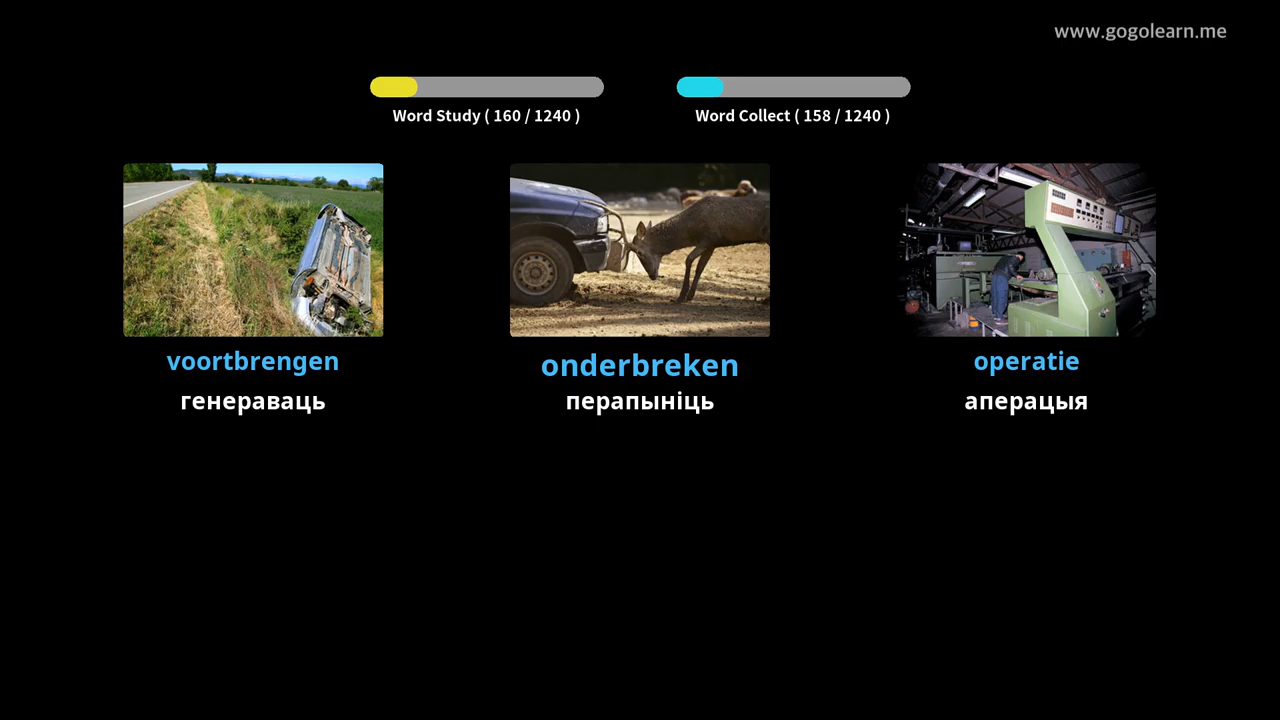 www.gogolearn.me
Word Study ( 160 / 1240 )
Word Collect ( 158 / 1240 )
voortbrengen
генераваць
onderbreken
перапыніць
operatie
аперацыя